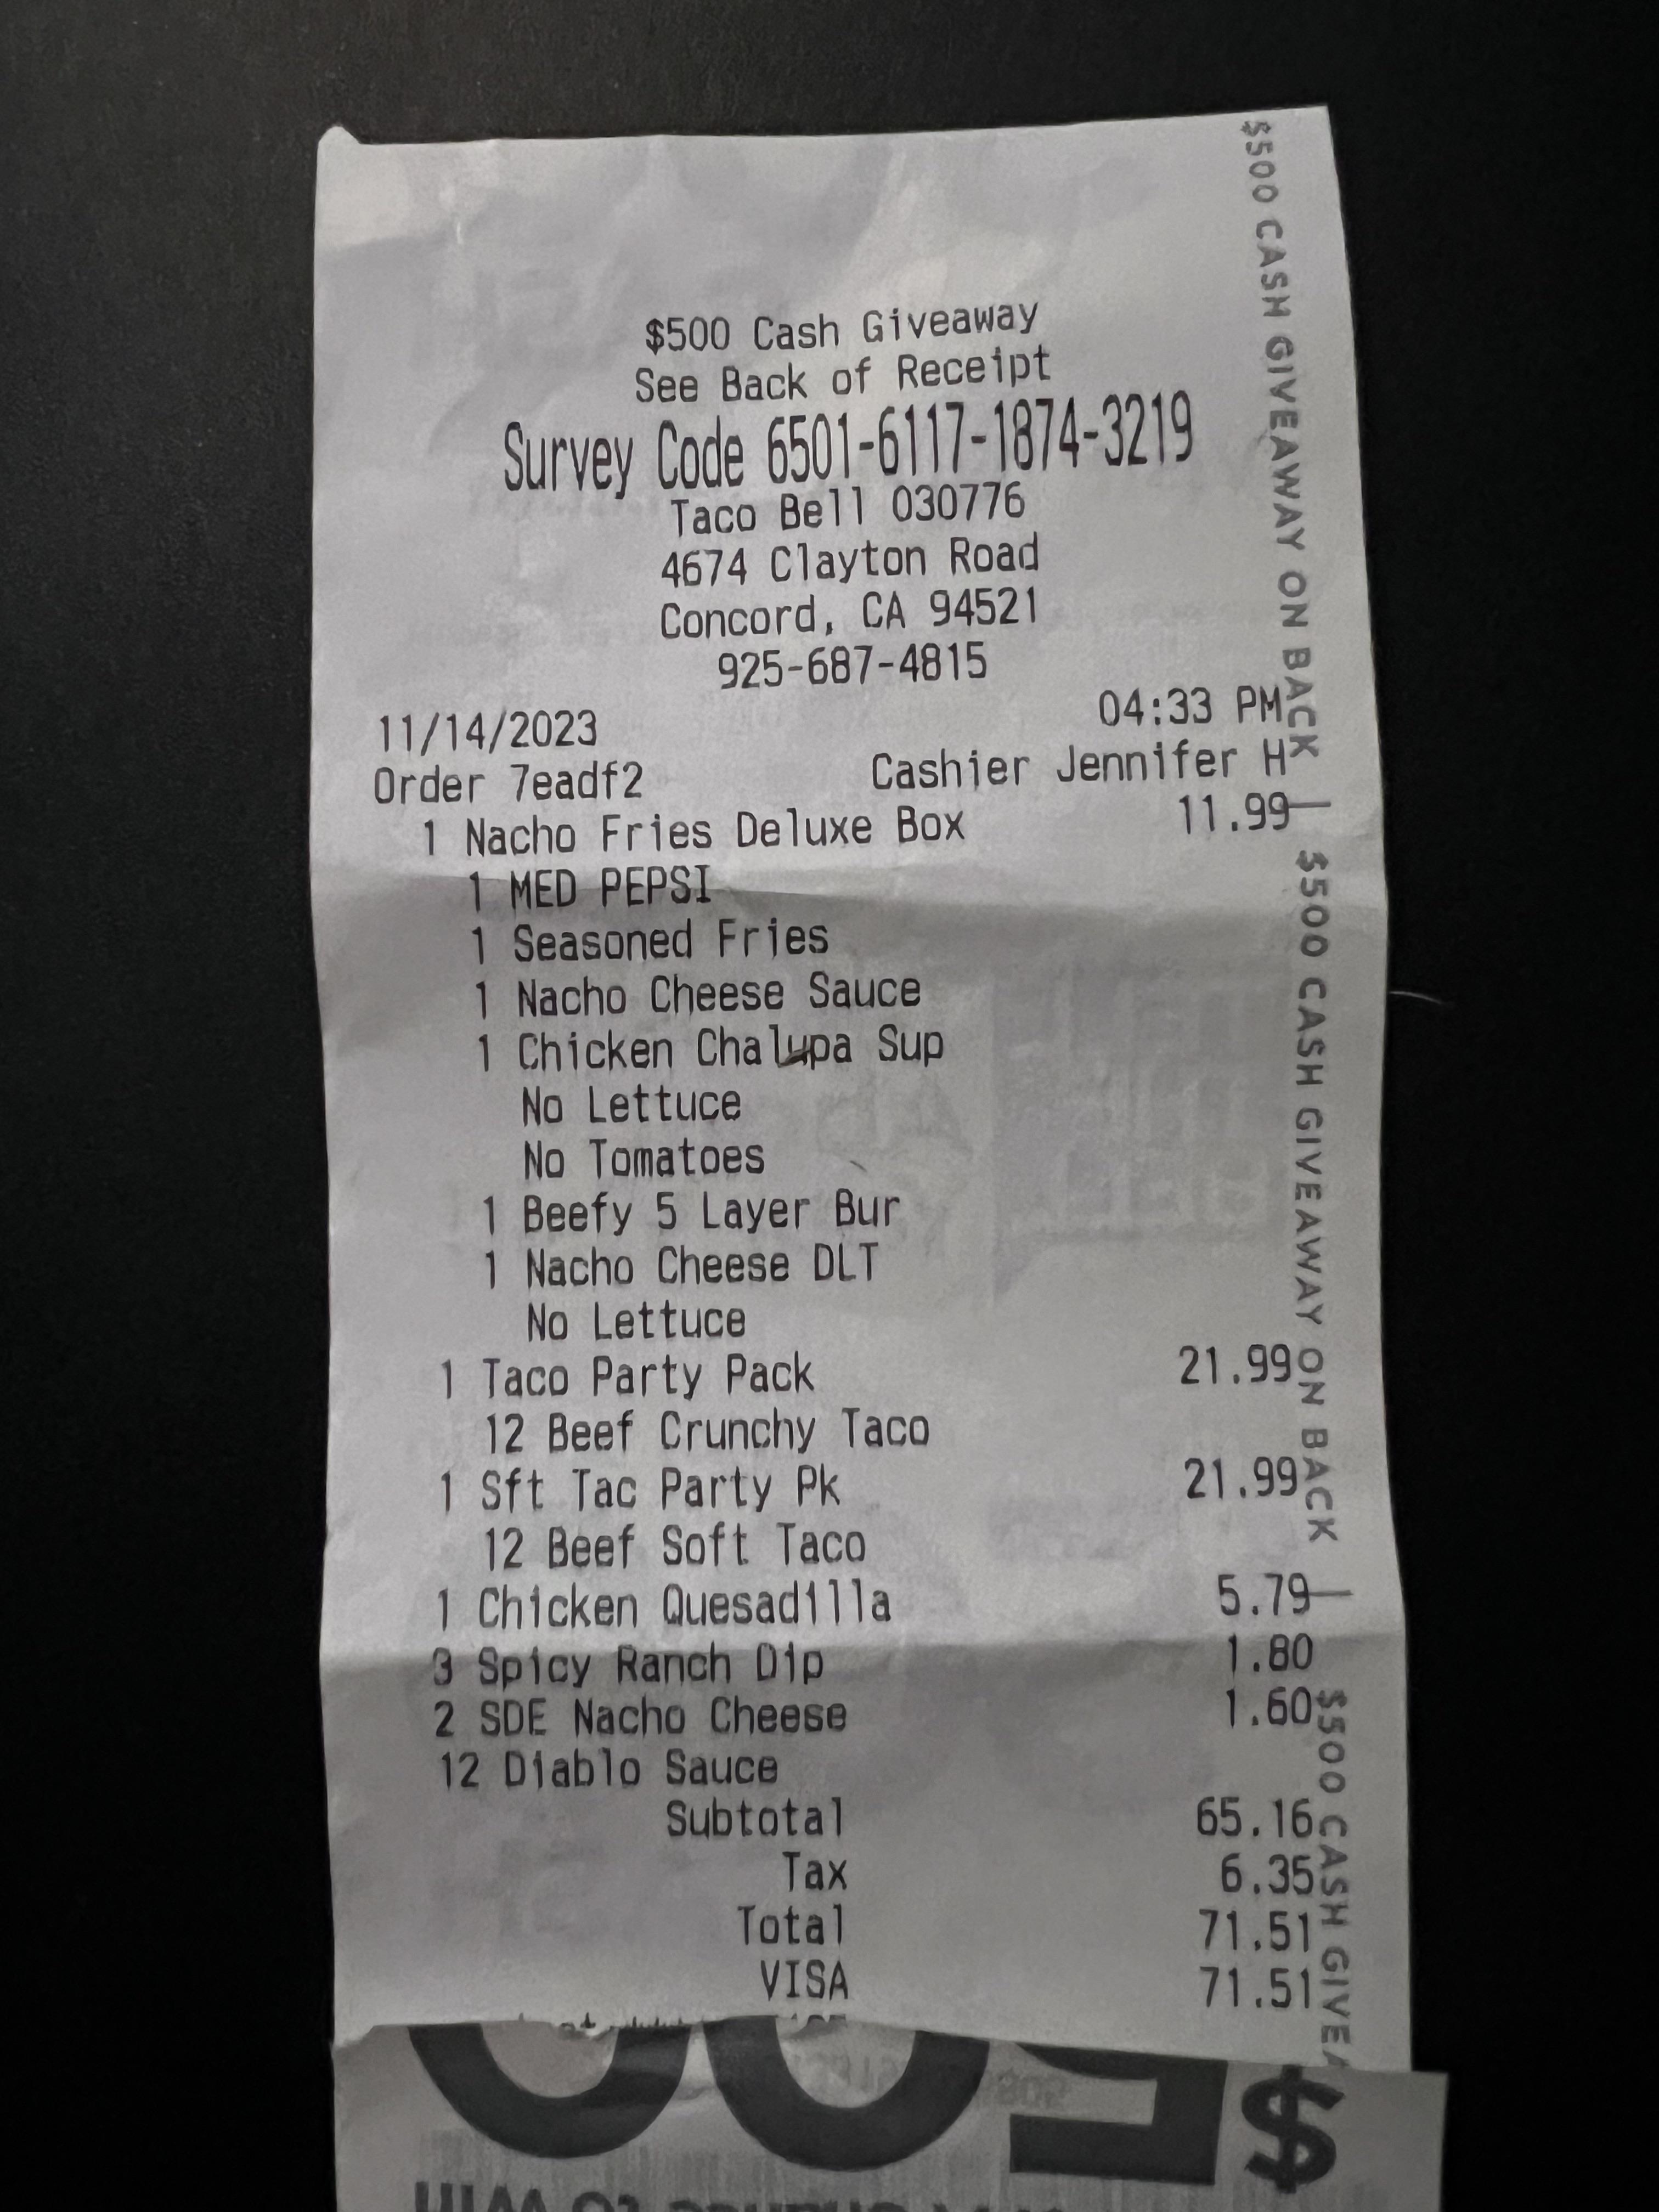 $500 Cash Giveaway
See Back of Receipt
Survey Code 6501-6117-1874-3219
Taco Bell 030776
4674 Clayton Road
Concord, CA 94521
925-687-4815
11/14/2023 04:33 PM
Order 7eadf2 Cashier Jennifer H
1 Nacho Fries Deluxe Box 11.99
1 MED PEPSI
1 Seasoned Fries
1 Nacho Cheese Sauce
1 Chicken Chalupa Sup
No Lettuce
No Tomatoes
1 Beefy 5 Layer Bur
1 Nacho Cheese DLT
No Lettuce
1 Taco Party Pack 21.99
12 Beef Crunchy Taco
1 Sft Tac Party Pk 21.99
12 Beef Soft Taco
1 Chicken Quesadilla 5.79
3 Spicy Ranch Dip 1.80
2 SDE Nacho Cheese 1.60
12 Diablo Sauce
Subtotal 65.16
Tax 6.35
Total 71.51
VISA 71.51
$500 CASH GIVEAWAY ON BACK — $500 CASH GIVEAWAY ON BACK — $500 CASH GIVEA
$500